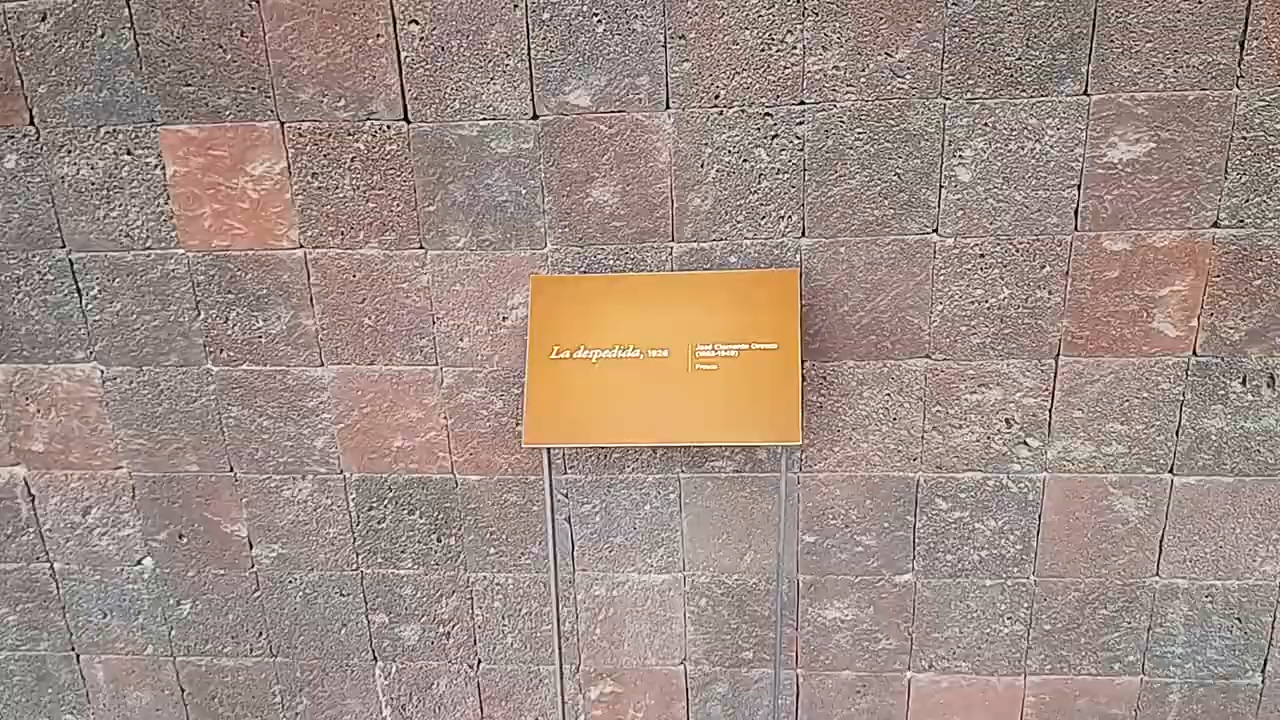 La despedida, 1926
José Clemente Orozco
(1883-1949)
Fresco